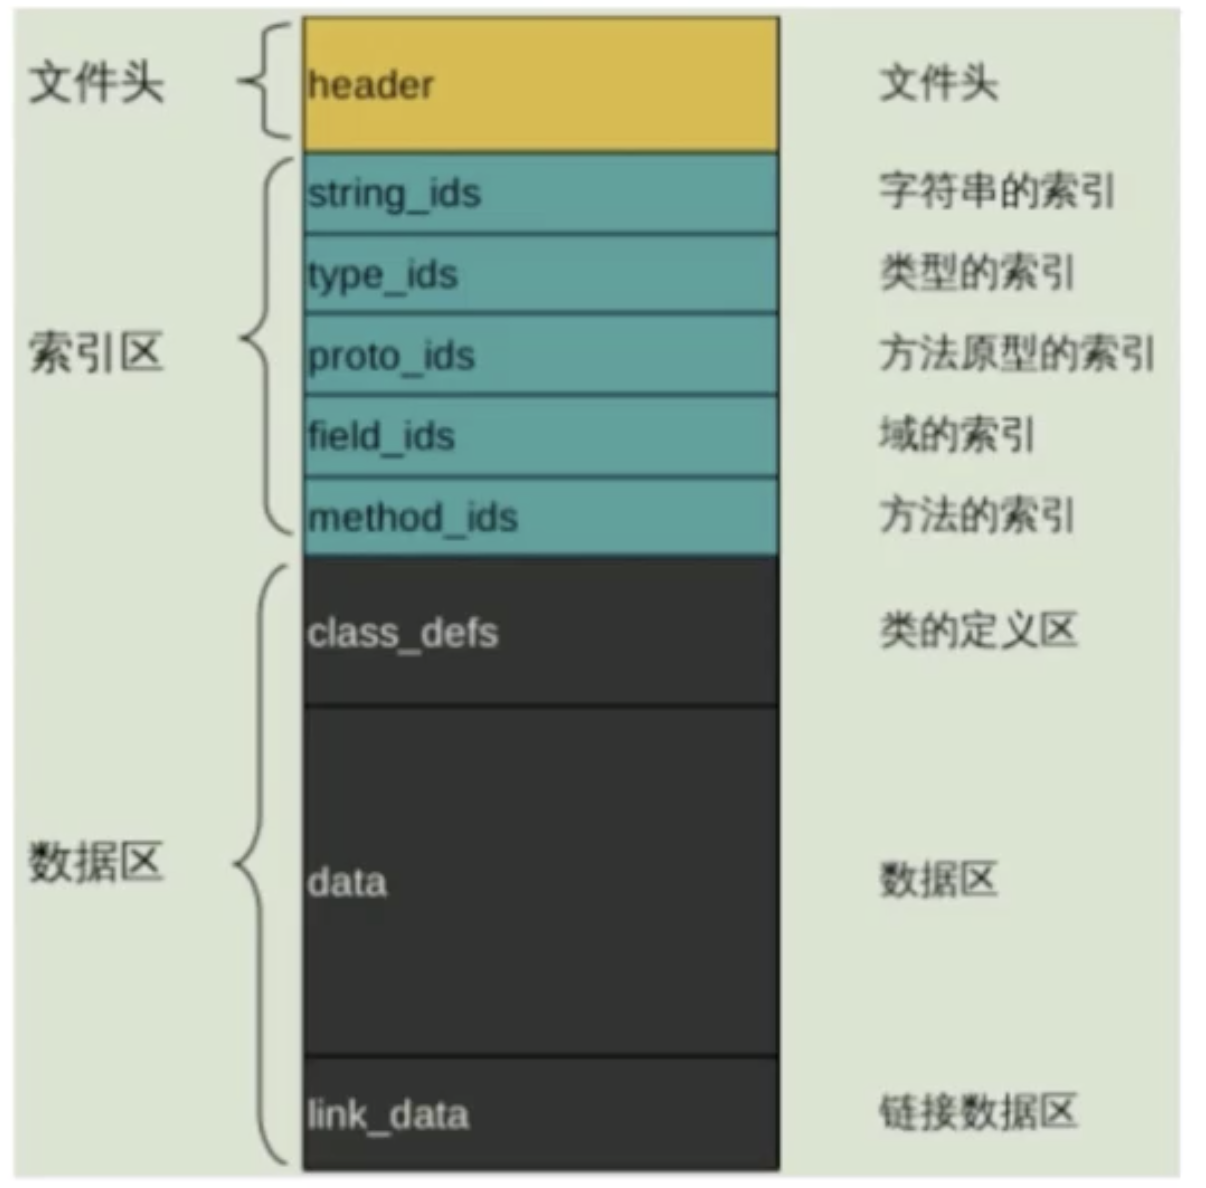 文件头
header
文件头
string_ids
字符串的索引
type_ids
类型的索引
索引区
proto_ids
方法原型的索引
field_ids
域的索引
method_ids
方法的索引
class_defs
类的定义区
数据区
data
数据区
link_data
链接数据区